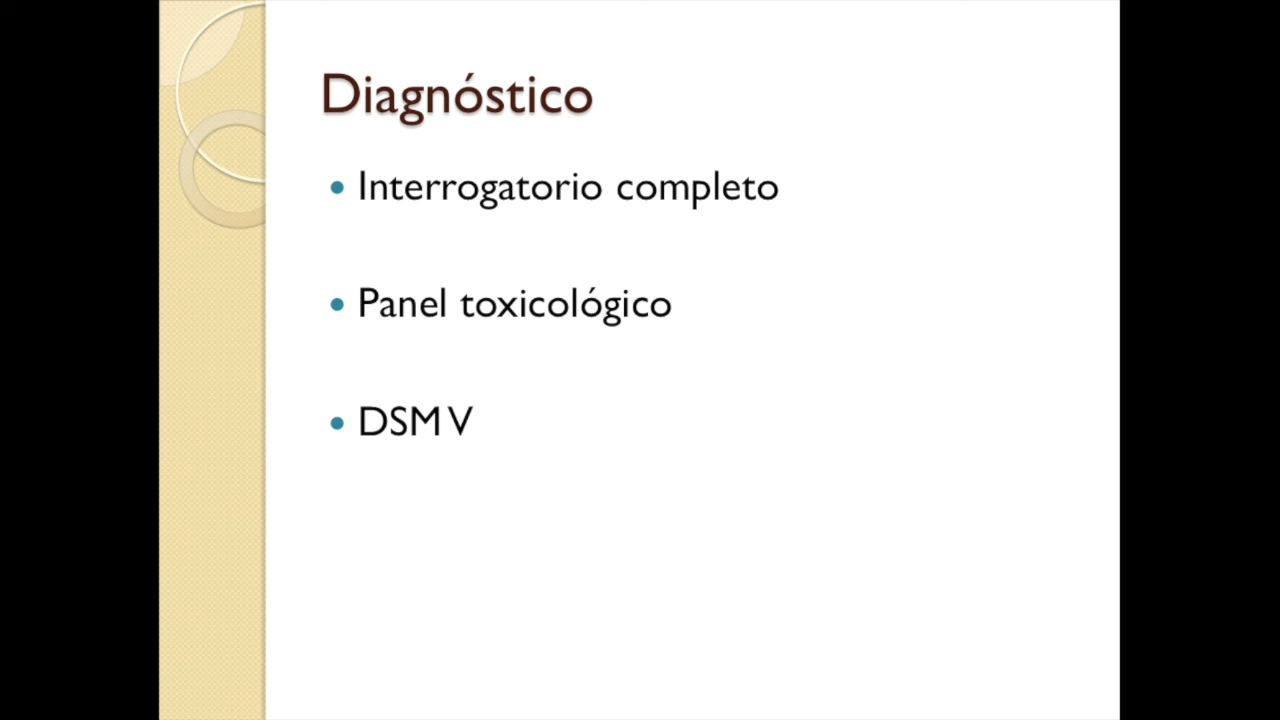 Diagnóstico
• Interrogatorio completo
• Panel toxicológico
• DSM V